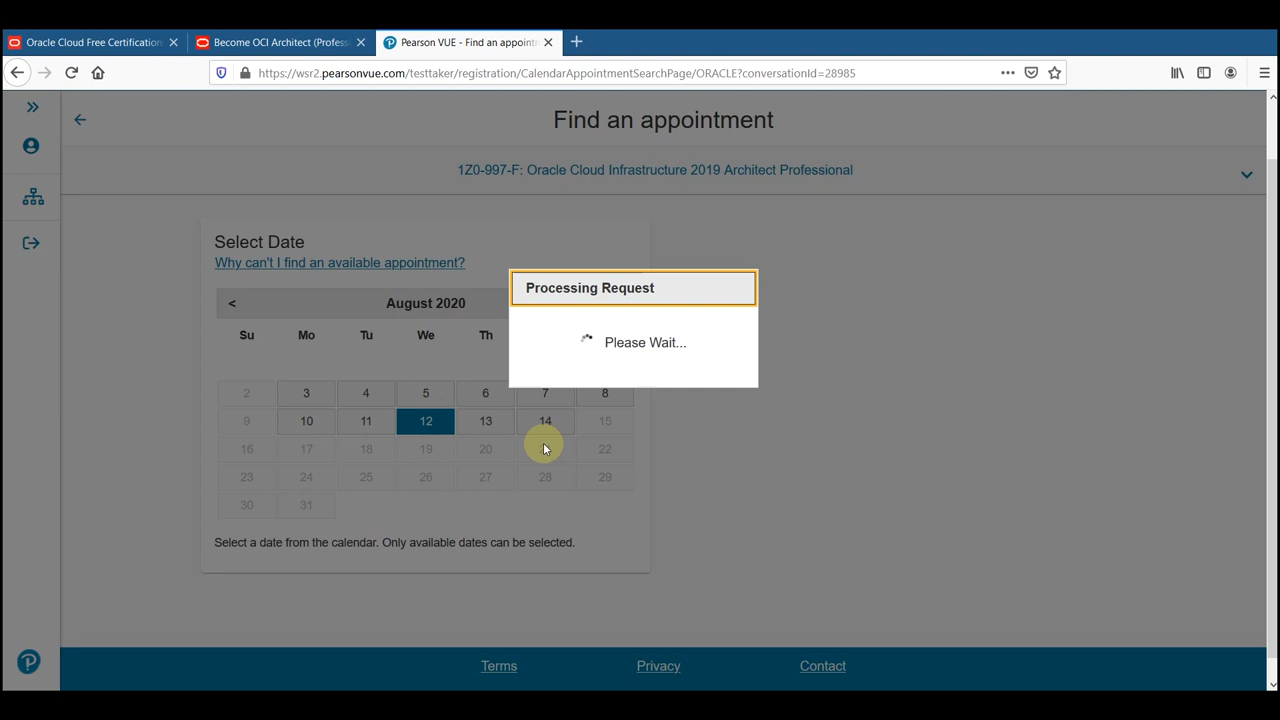 Oracle Cloud Free Certification
Become OCI Architect (Profess
Pearson VUE - Find an appoint
https://wsr2.pearsonvue.com/testtaker/registration/CalendarAppointmentSearchPage/ORACLE?conversationId=28985
Find an appointment
1Z0-997-F: Oracle Cloud Infrastructure 2019 Architect Professional
Select Date
Why can't I find an available appointment?
Processing Request
< August 2020
Su Mo Tu We Th
Please Wait...
2 3 4 5 6 7 8
9 10 11 12 13 14 15
16 17 18 19 20 22
23 24 25 26 27 28 29
30 31
Select a date from the calendar. Only available dates can be selected.
Terms Privacy Contact